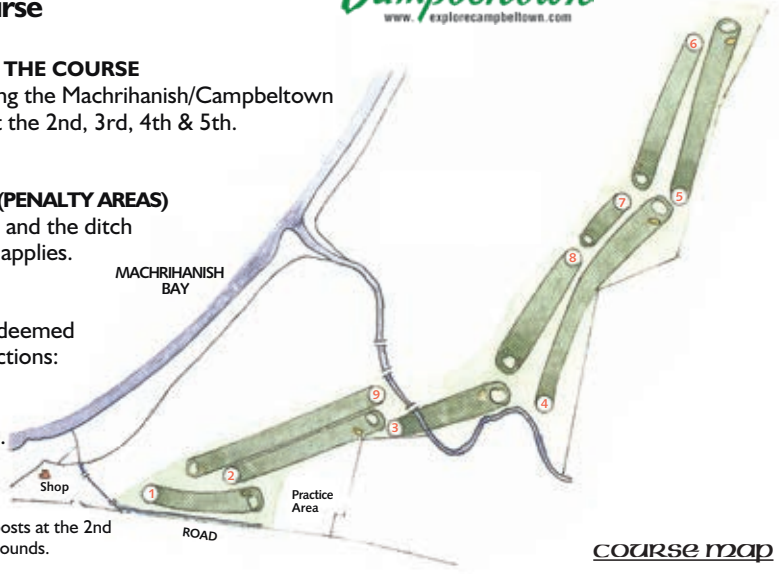 urse
www. explorecampbeltown.com
THE COURSE
ng the Machrihanish/Campbeltown
t the 2nd, 3rd, 4th & 5th.
(PENALTY AREAS)
and the ditch
applies.
MACHRIHANISH
BAY
deemed
ctions:
Shop
Practice
Area
ROAD
osts at the 2nd
ounds.
1
2
3
4
5
6
7
8
9
course map